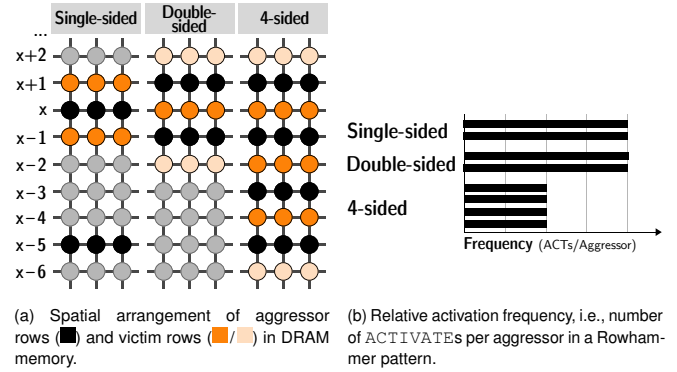 Single-sided
Double-
sided
4-sided
...
x+2
x+1
x
x−1
x−2
x−3
x−4
x−5
x−6
Single-sided
Double-sided
4-sided
Frequency (ACTs/Aggressor)
(a) Spatial arrangement of aggressor
rows (■) and victim rows (■/■) in DRAM
memory.
(b) Relative activation frequency, i.e., number
of ACTIVATEs per aggressor in a Rowham-
mer pattern.